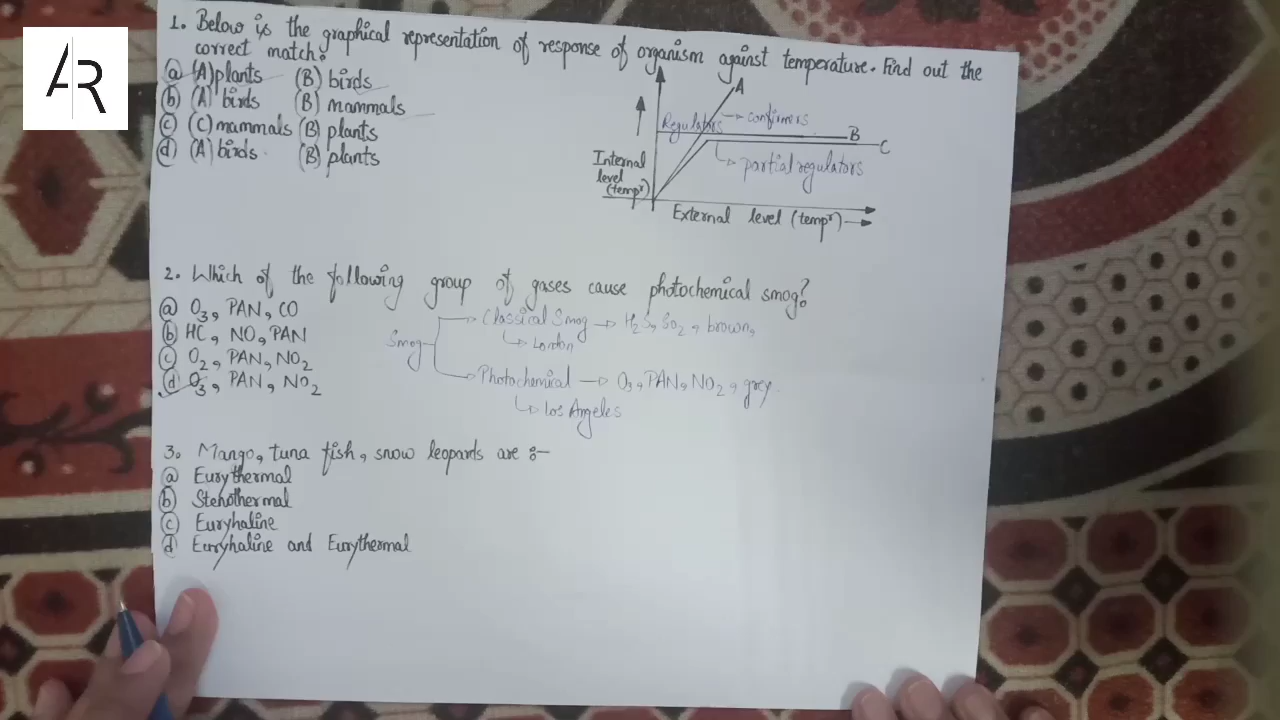 AR
1. Below is the graphical representation of response of organism against temperature. Find out the
correct match?
(a) (A) plants (B) birds
(b) (A) birds (B) mammals
(c) (C) mammals (B) plants
(d) (A) birds. (B) plants
A
Regulators → confirmers
B
C
partial regulators
Internal
level
(tempr)
External level (tempr) →
2. Which of the following group of gases cause photochemical smog?
(a) O3, PAN, CO
(b) HC, NO, PAN
(c) O2, PAN, NO2
(d) O3, PAN, NO2
Smog
Classical Smog → H2S, SO2, brown,
London
Photochemical → O3, PAN, NO2, grey.
Los Angeles
3. Mango, tuna fish, snow leopards are :-
(a) Eurythermal
(b) Stenothermal
(c) Euryhaline
(d) Euryhaline and Eurythermal